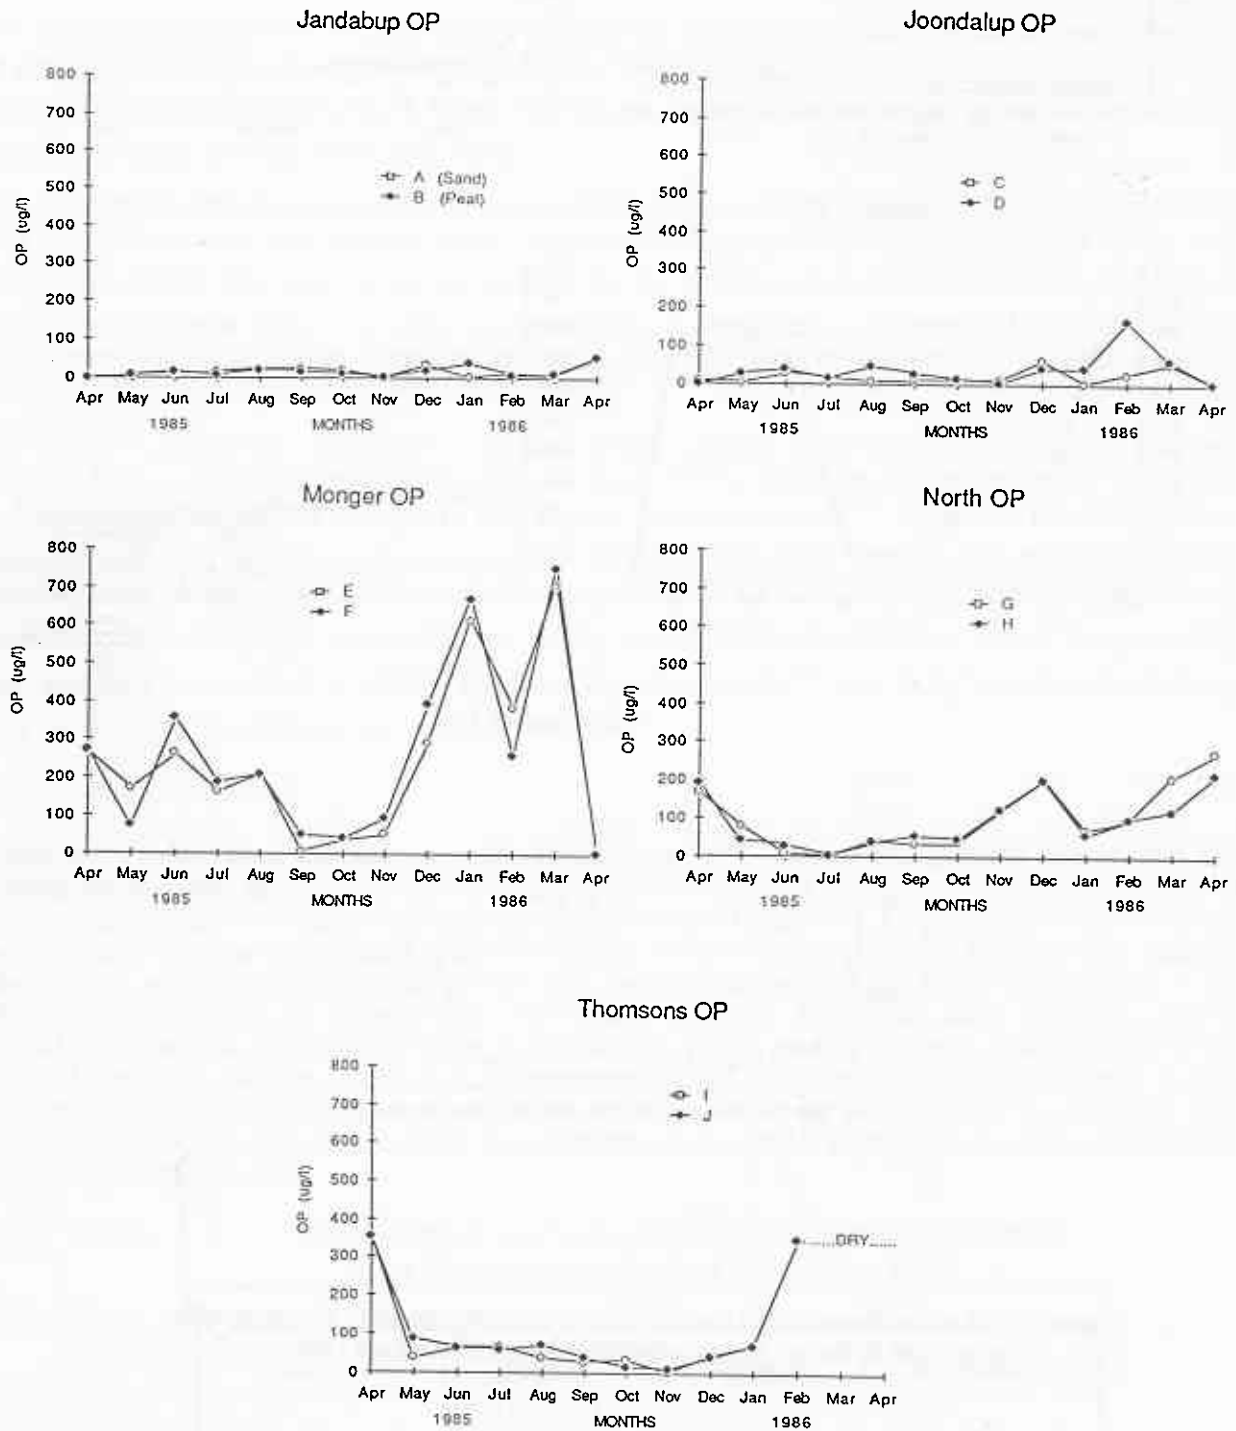 Jandabup OP
800
700
600
500
400
300
200
100
0
OP (ug/l)
A (Sand)
B (Peat)
Apr May Jun Jul Aug Sep Oct Nov Dec Jan Feb Mar Apr
1985 MONTHS 1986
Joondalup OP
800
700
600
500
400
300
200
100
0
OP (ug/l)
C
D
Apr May Jun Jul Aug Sep Oct Nov Dec Jan Feb Mar Apr
1985 MONTHS 1986
Monger OP
800
700
600
500
400
300
200
100
0
OP (ug/l)
E
F
Apr May Jun Jul Aug Sep Oct Nov Dec Jan Feb Mar Apr
1985 MONTHS 1986
North OP
800
700
600
500
400
300
200
100
0
OP (ug/l)
G
H
Apr May Jun Jul Aug Sep Oct Nov Dec Jan Feb Mar Apr
1985 MONTHS 1986
Thomsons OP
800
700
600
500
400
300
200
100
0
OP (ug/l)
I
J
.....DRY.....
Apr May Jun Jul Aug Sep Oct Nov Dec Jan Feb Mar Apr
1985 MONTHS 1986